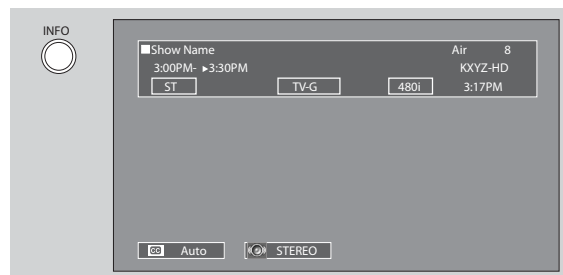 INFO
Show Name Air 8
3:00PM- ►3:30PM KXYZ-HD
ST TV-G 480i 3:17PM
CC Auto STEREO